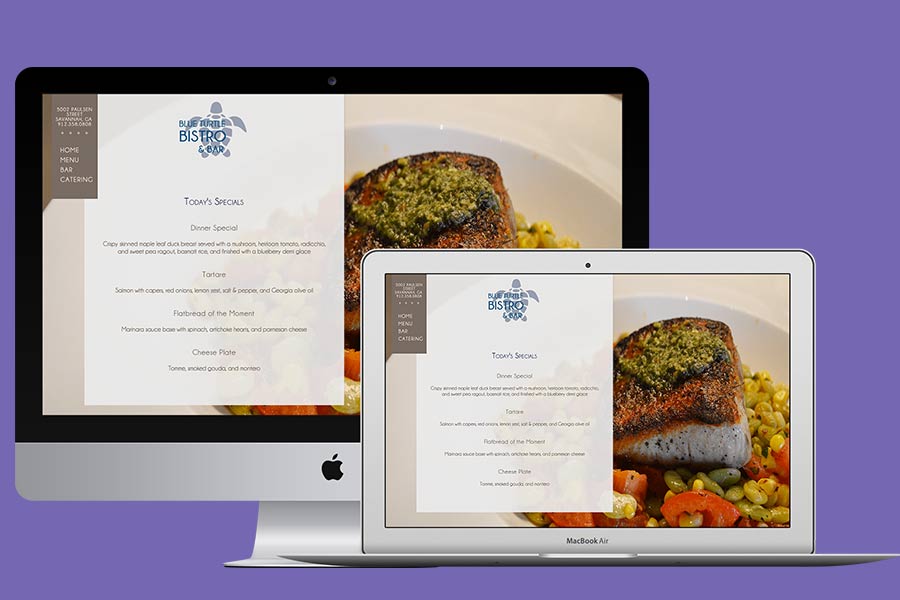 5002 PAULSEN
STREET
SAVANNAH, GA
912.358.0806
HOME
MENU
BAR
CATERING
BLUE TURTLE
BISTRO
& BAR
TODAY'S SPECIALS
Dinner Special
Crispy skinned maple leaf duck breast served with a mushroom, heirloom tomato, radicchio,
and sweet pea ragout, basmati rice, and finished with a blueberry demi glace
Tartare
Salmon with capers, red onions, lemon zest, salt & pepper, and Georgia olive oil
Flatbread of the Moment
Marinara sauce base with spinach, artichoke hearts, and parmesan cheese
Cheese Plate
Tomme, smoked gouda, and montero
5002 PAULSEN
STREET
SAVANNAH, GA
912.358.0806
HOME
MENU
BAR
CATERING
BLUE TURTLE
BISTRO
& BAR
TODAY'S SPECIALS
Dinner Special
Crispy skinned maple leaf duck breast served with a mushroom, heirloom tomato, radicchio,
and sweet pea ragout, basmati rice, and finished with a blueberry demi glace
Tartare
Salmon with capers, red onions, lemon zest, salt & pepper, and Georgia olive oil
Flatbread of the Moment
Marinara sauce base with spinach, artichoke hearts, and parmesan cheese
Cheese Plate
Tomme, smoked gouda, and montero
MacBook Air